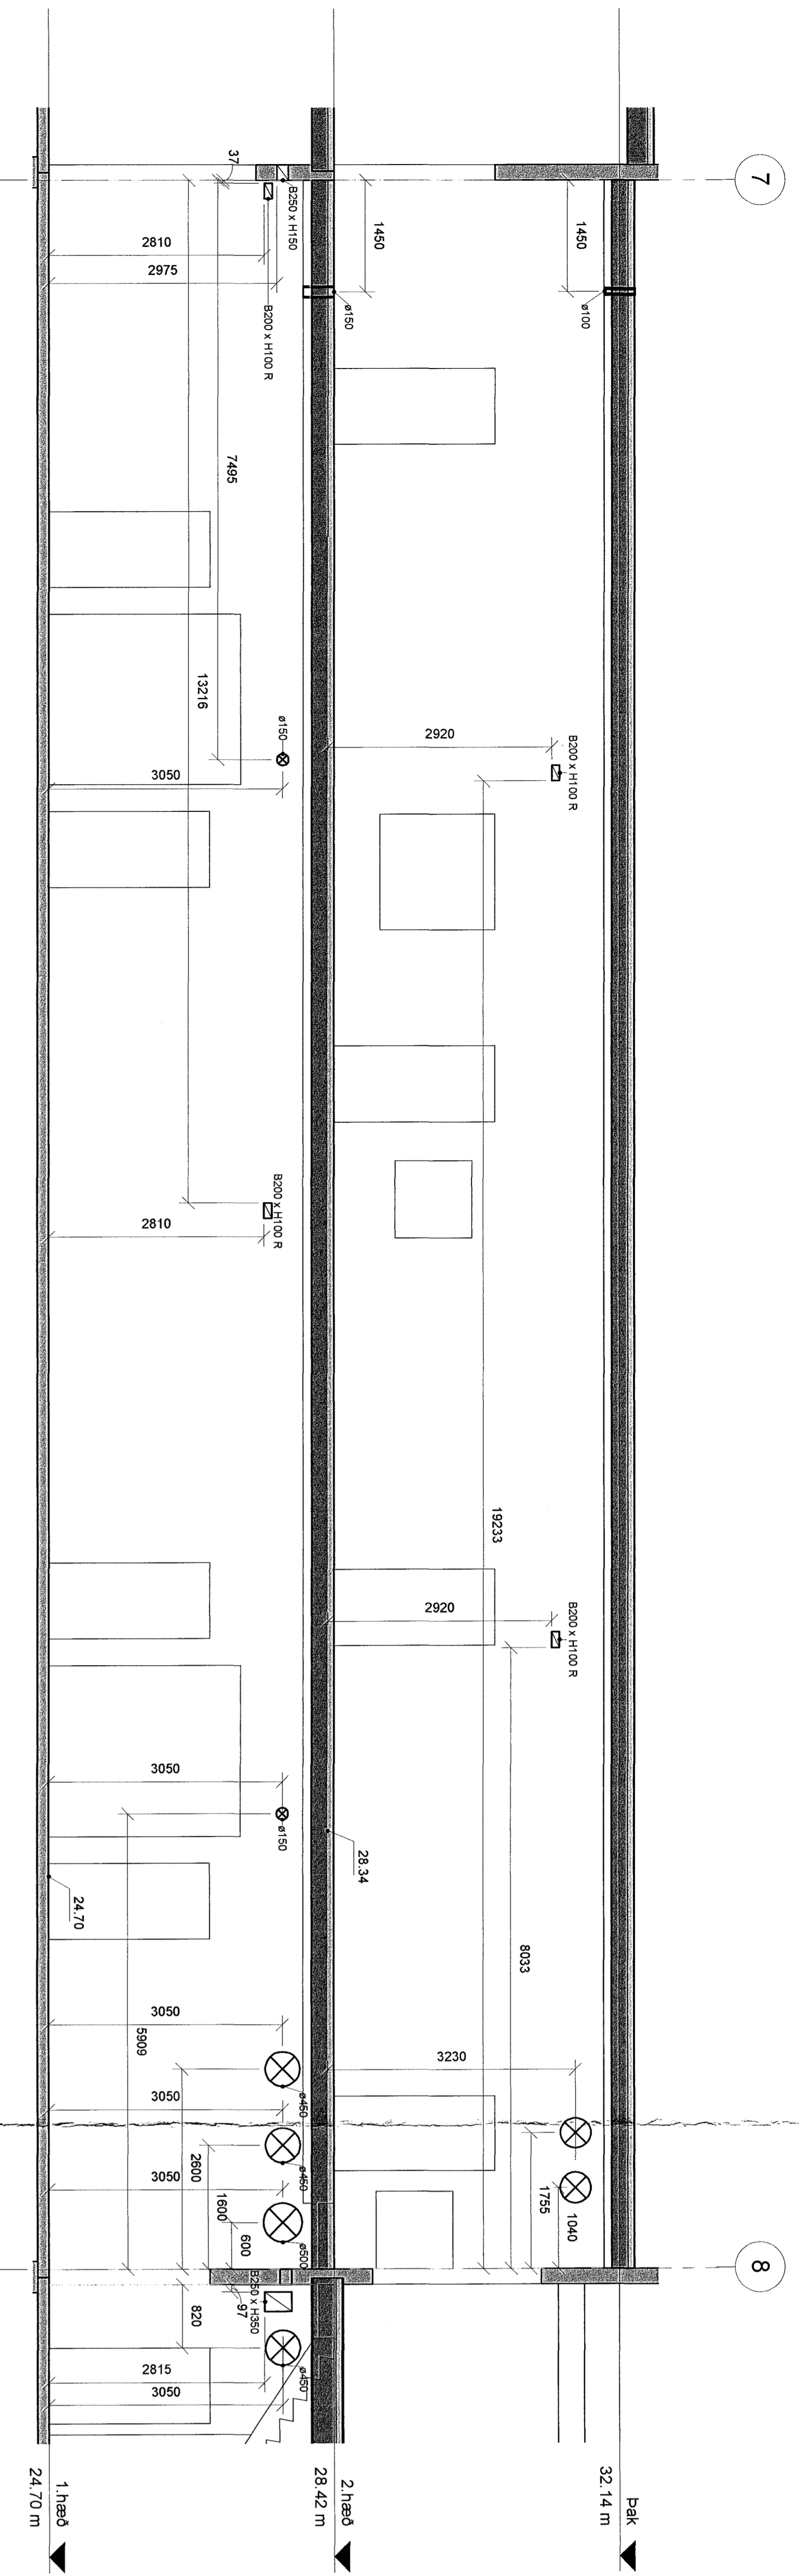 7
8
37
B250 x H150
2810
2975
B200 x H100 R
7495
13216
ø150
3050
B200 x H100 R
2810
3050
ø150
24.70
5909
3050
ø450
3050
ø450
2600
3050
1600
ø500
600
B250 x H350
97
820
ø450
2815
3050
1450
1450
ø150
ø100
2920
B200 x H100 R
19233
2920
B200 x H100 R
28.34
8033
3230
1755
1040
Þak
32.14 m
2.hæð
28.42 m
1.hæð
24.70 m